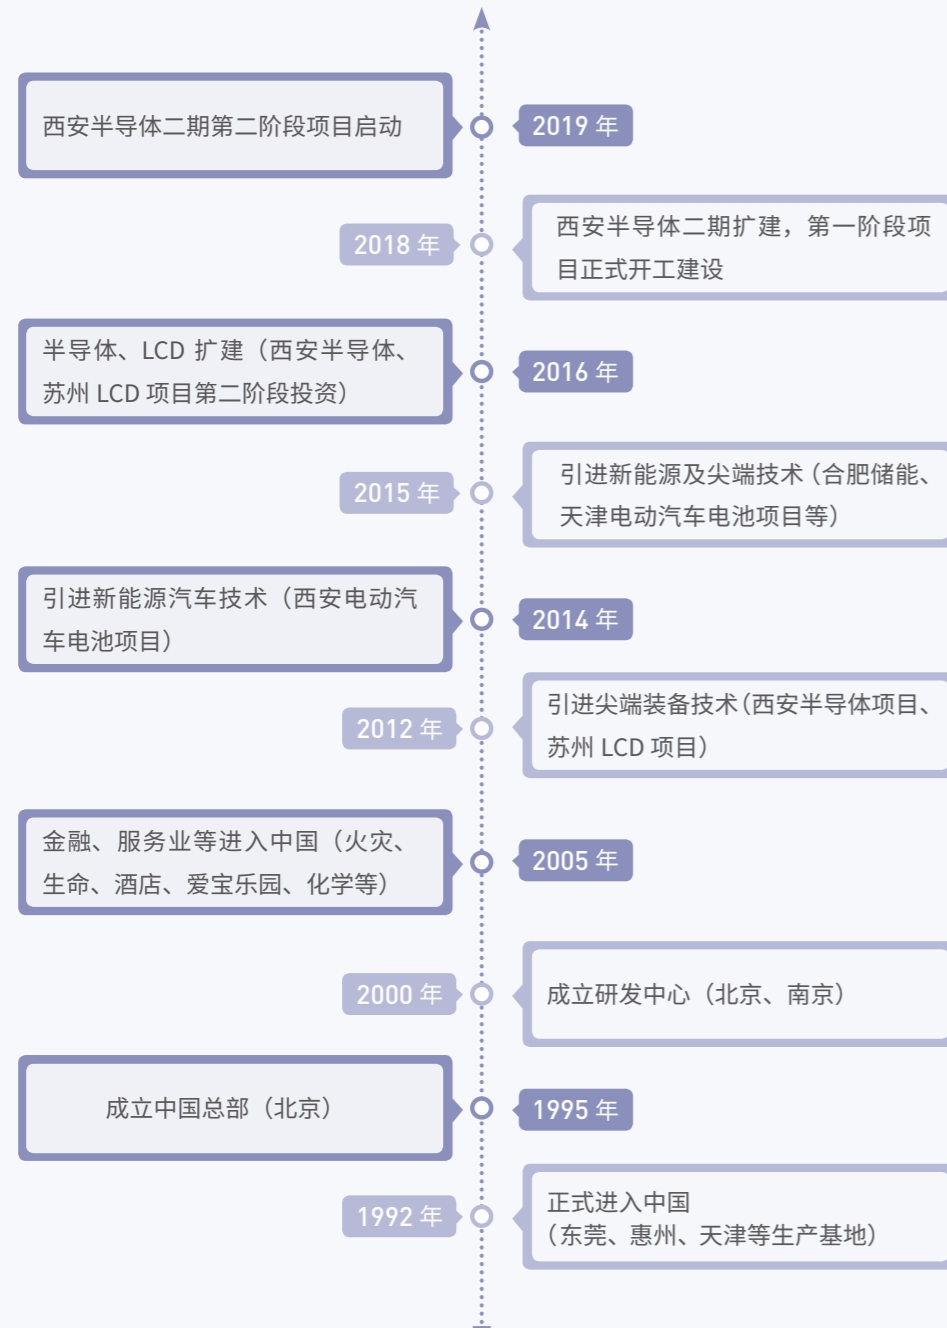 西安半导体二期第二阶段项目启动
2019 年
2018 年
西安半导体二期扩建，第一阶段项
目正式开工建设
半导体、LCD 扩建（西安半导体、
苏州 LCD 项目第二阶段投资）
2016 年
2015 年
引进新能源及尖端技术（合肥储能、
天津电动汽车电池项目等）
引进新能源汽车技术（西安电动汽
车电池项目）
2014 年
2012 年
引进尖端装备技术（西安半导体项目、
苏州 LCD 项目）
金融、服务业等进入中国（火灾、
生命、酒店、爱宝乐园、化学等）
2005 年
2000 年
成立研发中心（北京、南京）
成立中国总部（北京）
1995 年
1992 年
正式进入中国
（东莞、惠州、天津等生产基地）